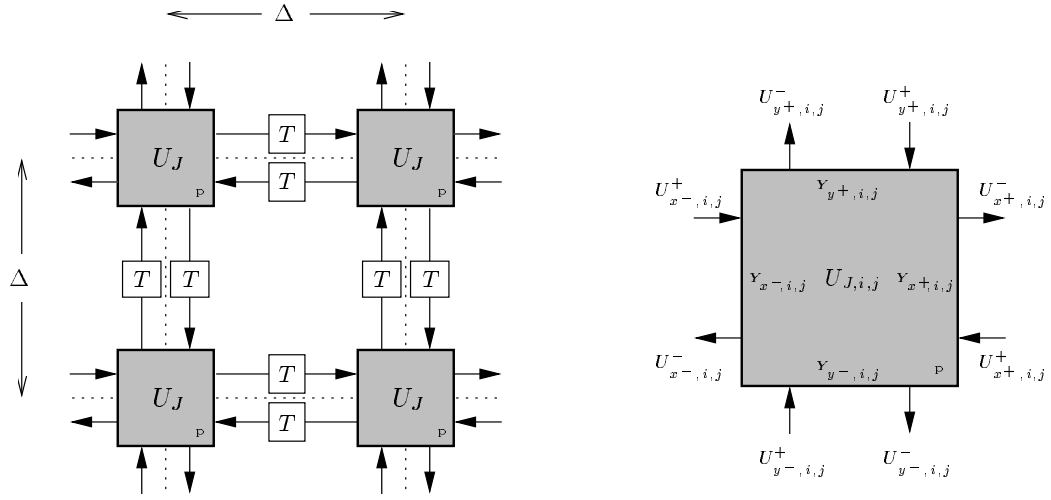 Δ
U_J
P
T
T
U_J
P
Δ
T
T
T
T
U_J
P
T
T
U_J
P
U^-_{y+,i,j}
U^+_{y+,i,j}
U^+_{x-,i,j}
Y_{y+,i,j}
U^-_{x+,i,j}
Y_{x-,i,j}
U_{J,i,j}
Y_{x+,i,j}
U^-_{x-,i,j}
Y_{y-,i,j}
P
U^+_{x+,i,j}
U^+_{y-,i,j}
U^-_{y-,i,j}